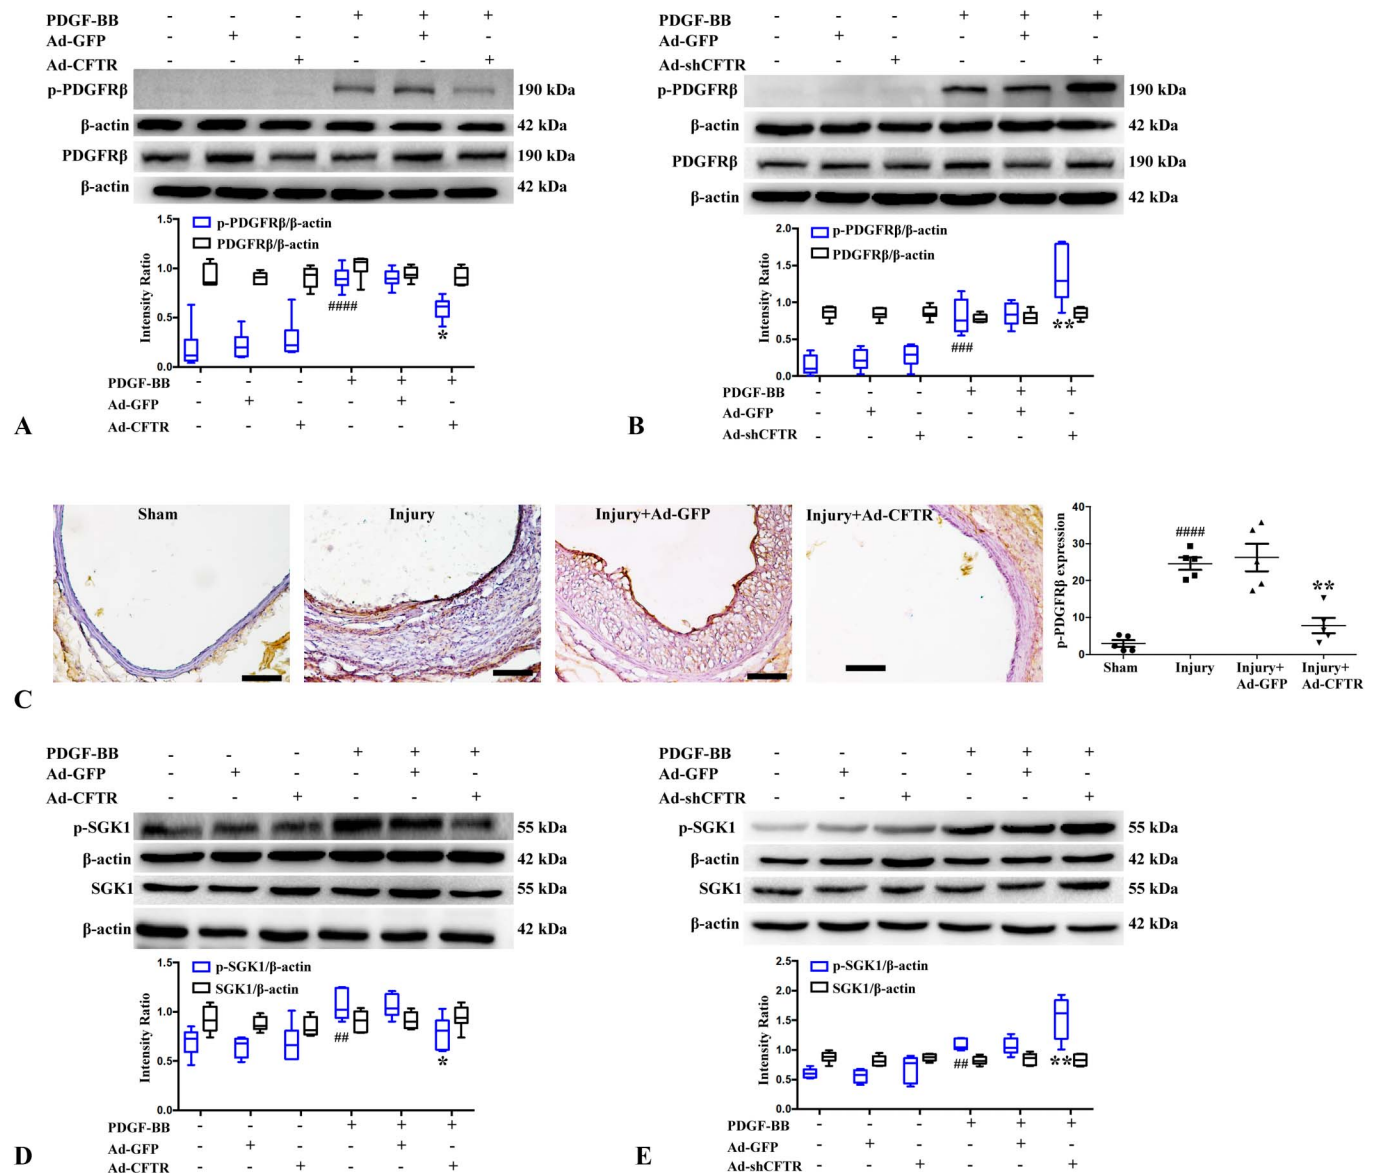 PDGF-BB - - - + + +
Ad-GFP - + - - + -
Ad-CFTR - - + - - +
p-PDGFRβ 190 kDa
β-actin 42 kDa
PDGFRβ 190 kDa
β-actin 42 kDa
1.5
p-PDGFRβ/β-actin
PDGFRβ/β-actin
1.0
0.5
0.0
Intensity Ratio
####
*
PDGF-BB - - - + + +
Ad-GFP - + - - + -
Ad-CFTR - - + - - +
A
PDGF-BB - - - + + +
Ad-GFP - + - - + -
Ad-shCFTR - - + - - +
p-PDGFRβ 190 kDa
β-actin 42 kDa
PDGFRβ 190 kDa
β-actin 42 kDa
2.0
p-PDGFRβ/β-actin
PDGFRβ/β-actin
1.5
1.0
0.5
0.0
Intensity Ratio
###
**
PDGF-BB - - - + + +
Ad-GFP - + - - + -
Ad-shCFTR - - + - - +
B
Sham
Injury
Injury+Ad-GFP
Injury+Ad-CFTR
p-PDGFRβ expression
40
30
20
10
0
####
**
Sham Injury Injury+ Injury+
Ad-GFP Ad-CFTR
C
PDGF-BB - - - + + +
Ad-GFP - + - - + -
Ad-CFTR - - + - - +
p-SGK1 55 kDa
β-actin 42 kDa
SGK1 55 kDa
β-actin 42 kDa
1.5
p-SGK1/β-actin
SGK1/β-actin
1.0
0.5
0.0
Intensity Ratio
##
*
PDGF-BB - - - + + +
Ad-GFP - + - - + -
Ad-CFTR - - + - - +
D
PDGF-BB - - - + + +
Ad-GFP - + - - + -
Ad-shCFTR - - + - - +
p-SGK1 55 kDa
β-actin 42 kDa
SGK1 55 kDa
β-actin 42 kDa
2.5
p-SGK1/β-actin
SGK1/β-actin
2.0
1.5
1.0
0.5
0.0
Intensity Ratio
##
**
PDGF-BB - - - + + +
Ad-GFP - + - - + -
Ad-shCFTR - - + - - +
E